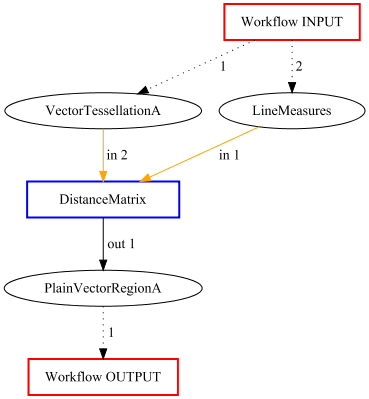 Workflow INPUT
1
2
VectorTessellationA
LineMeasures
in 2
in 1
DistanceMatrix
out 1
PlainVectorRegionA
1
Workflow OUTPUT